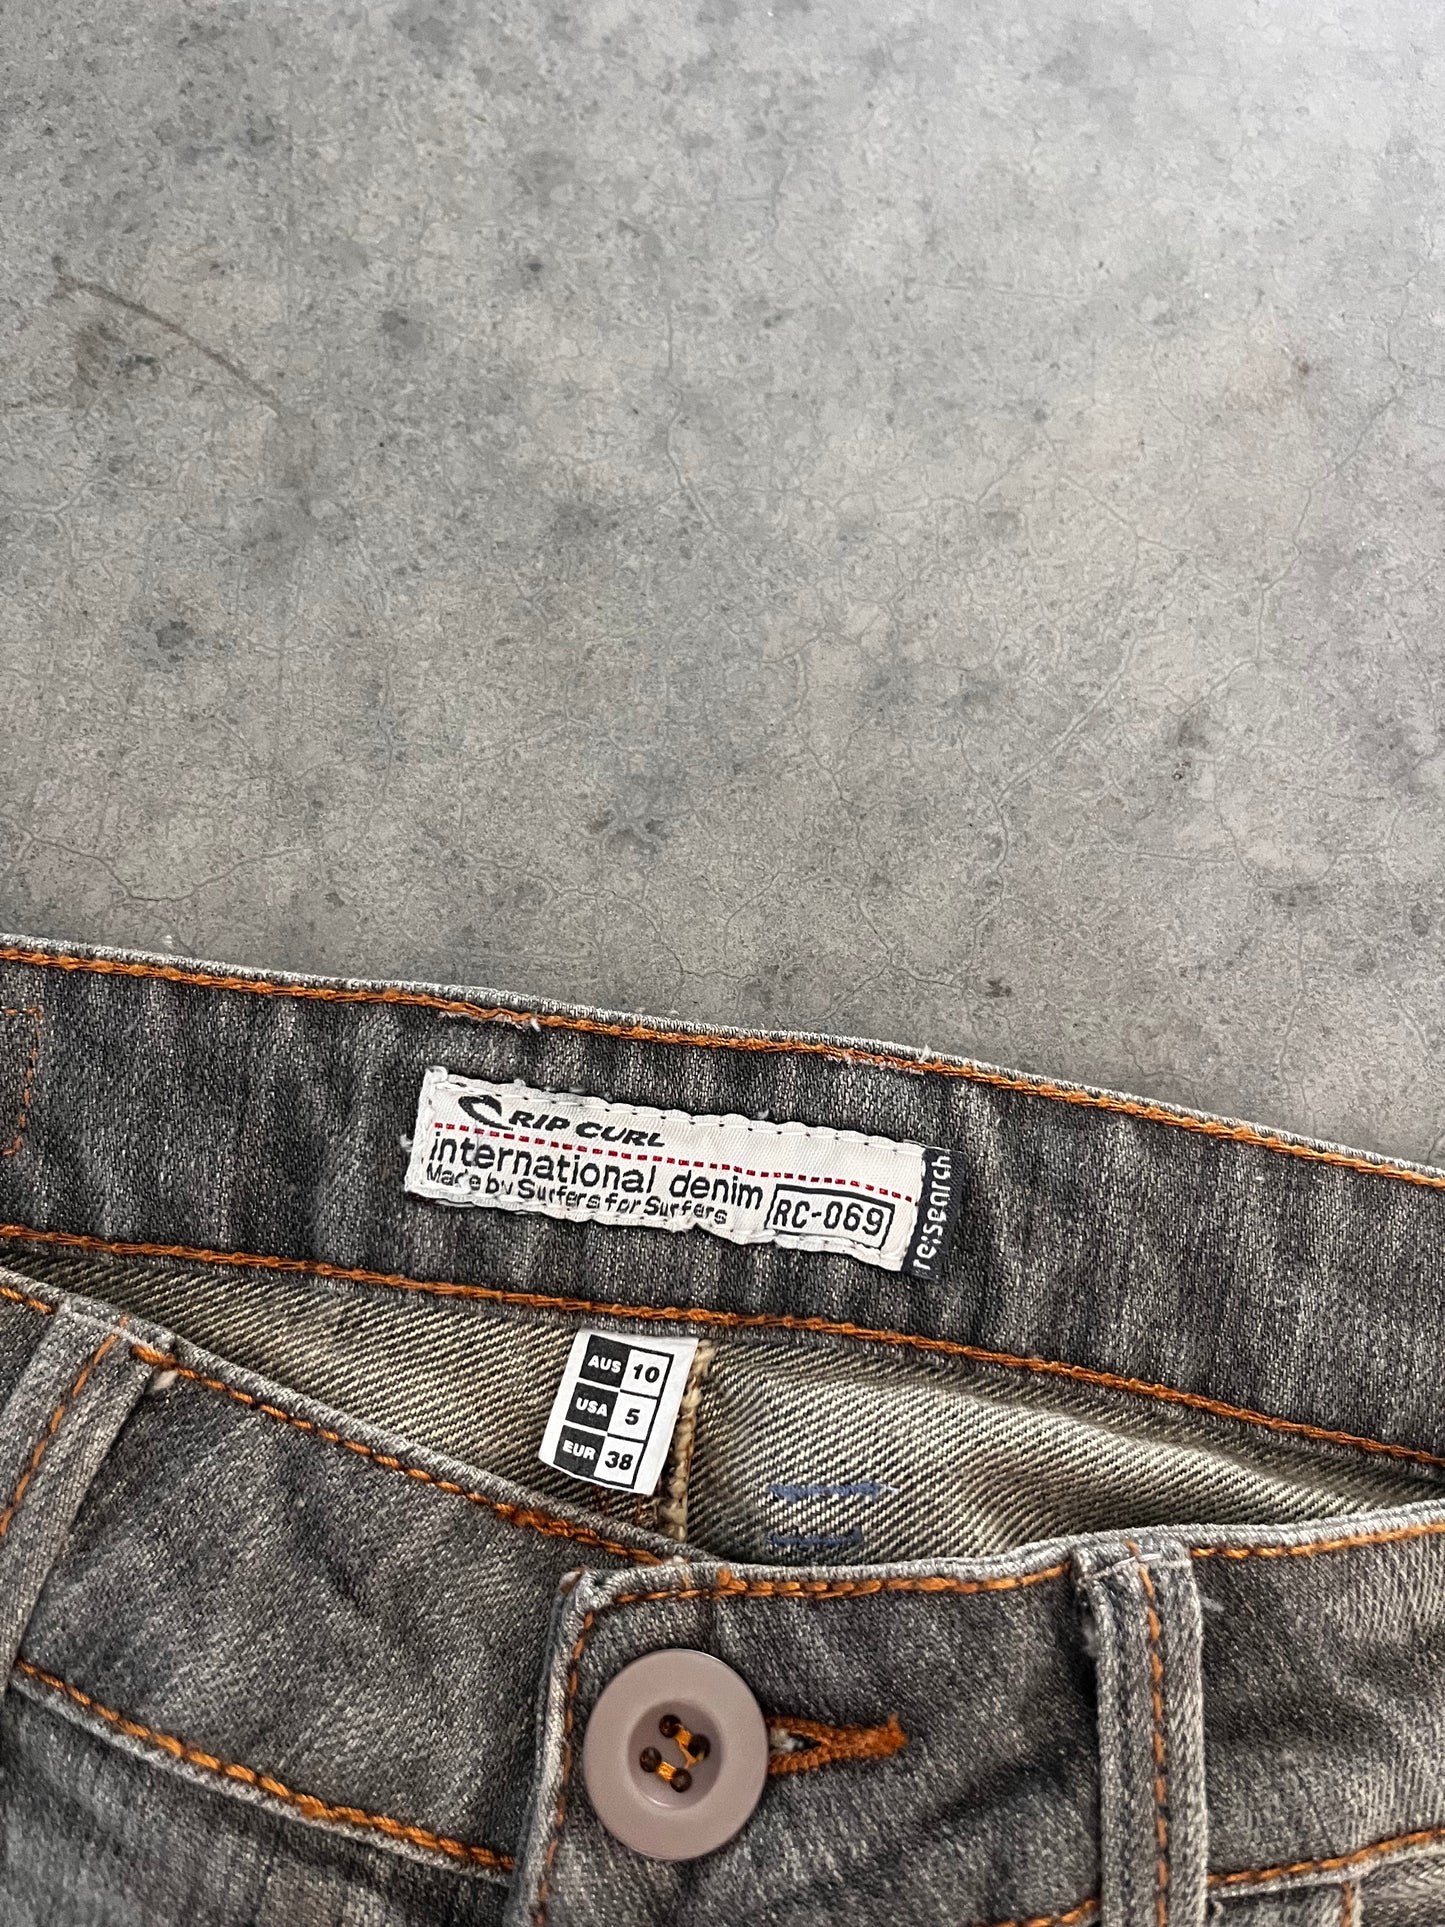 RIP CURL
international denim
Made by Surfers for Surfers
RC-069
re:search
AUS 10
USA 5
EUR 38